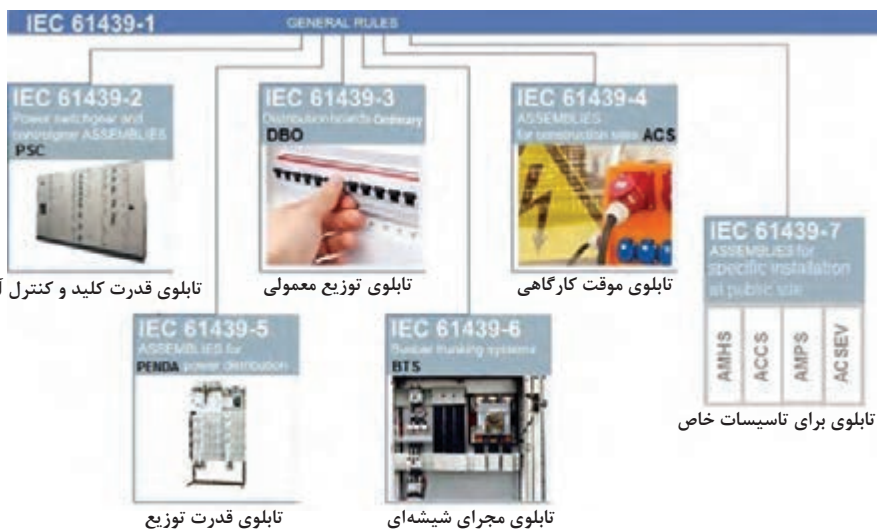 IEC 61439-1
GENERAL RULES
IEC 61439-2
Power switchgear and
controlgear ASSEMBLIES
PSC
تابلوی قدرت کلید و کنترل
IEC 61439-3
Distribution boards Ordinary
DBO
تابلوی توزیع معمولی
IEC 61439-4
ASSEMBLIES
for construction sites ACS
تابلوی موقت کارگاهی
IEC 61439-5
ASSEMBLIES for
PENDA power distribution
تابلوی قدرت توزیع
IEC 61439-6
Busbar trunking systems
BTS
تابلوی مجرای شیشه‌ای
IEC 61439-7
ASSEMBLIES for
specific installation
at public site
AMHS
ACCS
AMPS
ACSEV
تابلوی برای تاسیسات خاص